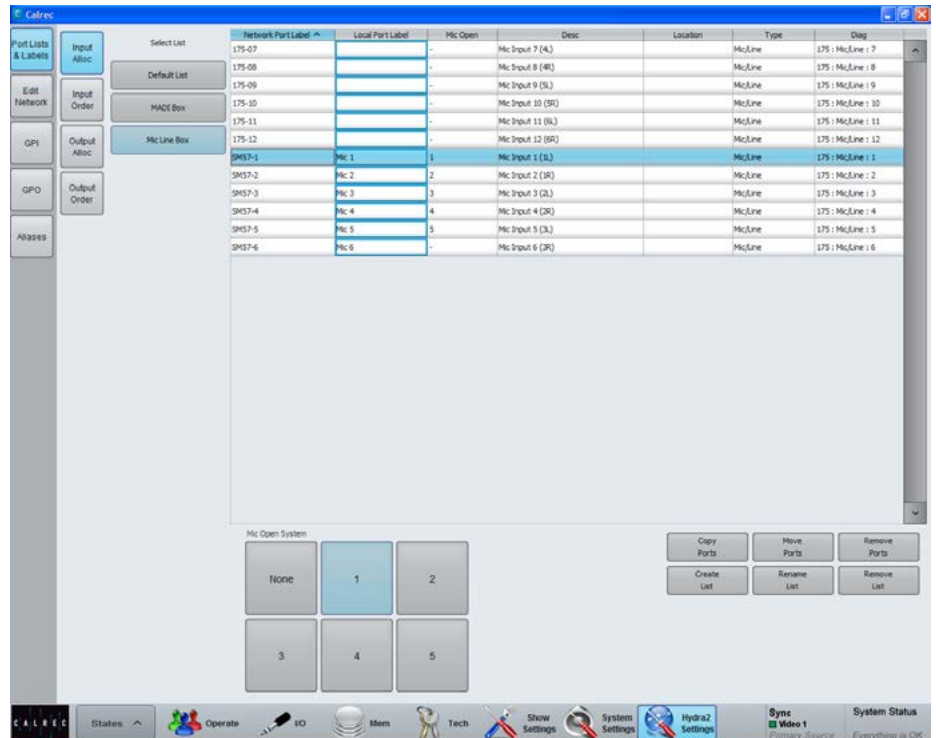 Calrec
Port Lists & Labels
Edit Network
GPI
GPO
Aliases
Input Alloc
Input Order
Output Alloc
Output Order
Select List
Default List
MADI Box
Mic Line Box
Network Port Label Local Port Label Mic Open Desc Location Type Diag
175-07 - Mic Input 7 (4L) Mic/Line 175 : Mic/Line : 7
175-08 - Mic Input 8 (4R) Mic/Line 175 : Mic/Line : 8
175-09 - Mic Input 9 (5L) Mic/Line 175 : Mic/Line : 9
175-10 - Mic Input 10 (5R) Mic/Line 175 : Mic/Line : 10
175-11 - Mic Input 11 (6L) Mic/Line 175 : Mic/Line : 11
175-12 - Mic Input 12 (6R) Mic/Line 175 : Mic/Line : 12
SM57-1 Mic 1 1 Mic Input 1 (1L) Mic/Line 175 : Mic/Line : 1
SM57-2 Mic 2 2 Mic Input 2 (1R) Mic/Line 175 : Mic/Line : 2
SM57-3 Mic 3 3 Mic Input 3 (2L) Mic/Line 175 : Mic/Line : 3
SM57-4 Mic 4 4 Mic Input 4 (2R) Mic/Line 175 : Mic/Line : 4
SM57-5 Mic 5 5 Mic Input 5 (3L) Mic/Line 175 : Mic/Line : 5
SM57-6 Mic 6 - Mic Input 6 (3R) Mic/Line 175 : Mic/Line : 6
Mic Open System
None 1 2
3 4 5
Copy Ports
Move Ports
Remove Ports
Create List
Rename List
Remove List
CALREC
States
Operate
I/O
Mem
Tech
Show Settings
System Settings
Hydra2 Settings
Sync
Video 1
Primary Source
System Status
Everything is OK